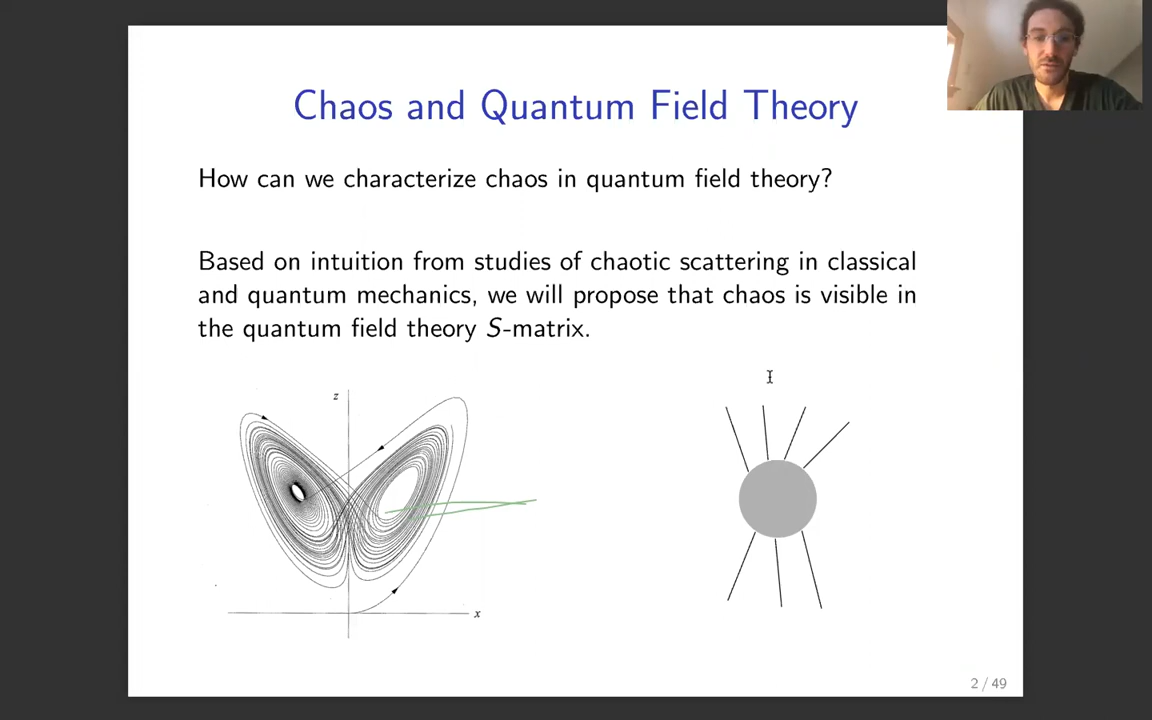 Chaos and Quantum Field Theory
How can we characterize chaos in quantum field theory?
Based on intuition from studies of chaotic scattering in classical
and quantum mechanics, we will propose that chaos is visible in
the quantum field theory S-matrix.
z
x
2 / 49